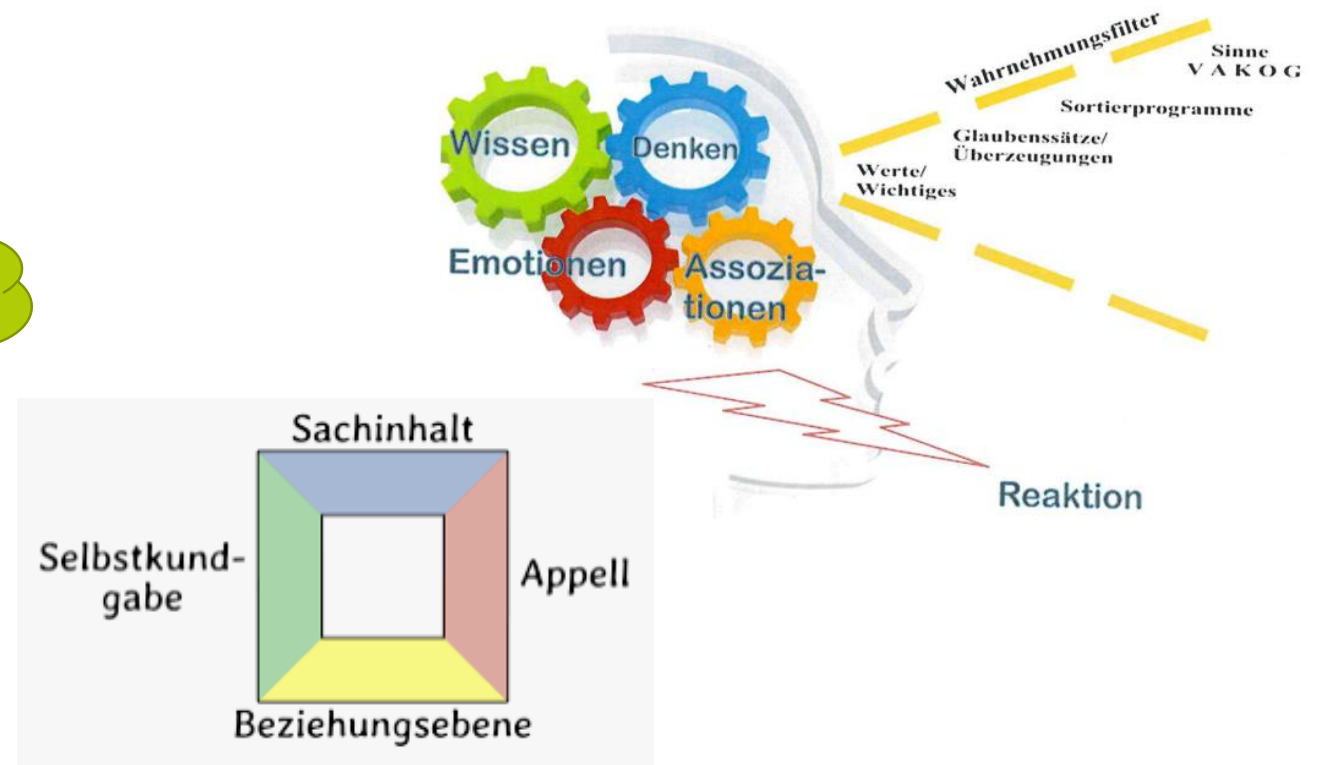 Wahrnehmungsfilter
Sinne
V A K O G
Sortierprogramme
Glaubenssätze/
Überzeugungen
Werte/
Wichtiges
Wissen
Denken
Emotionen
Assozia-
tionen
Reaktion
Sachinhalt
Selbstkund-
gabe
Appell
Beziehungsebene